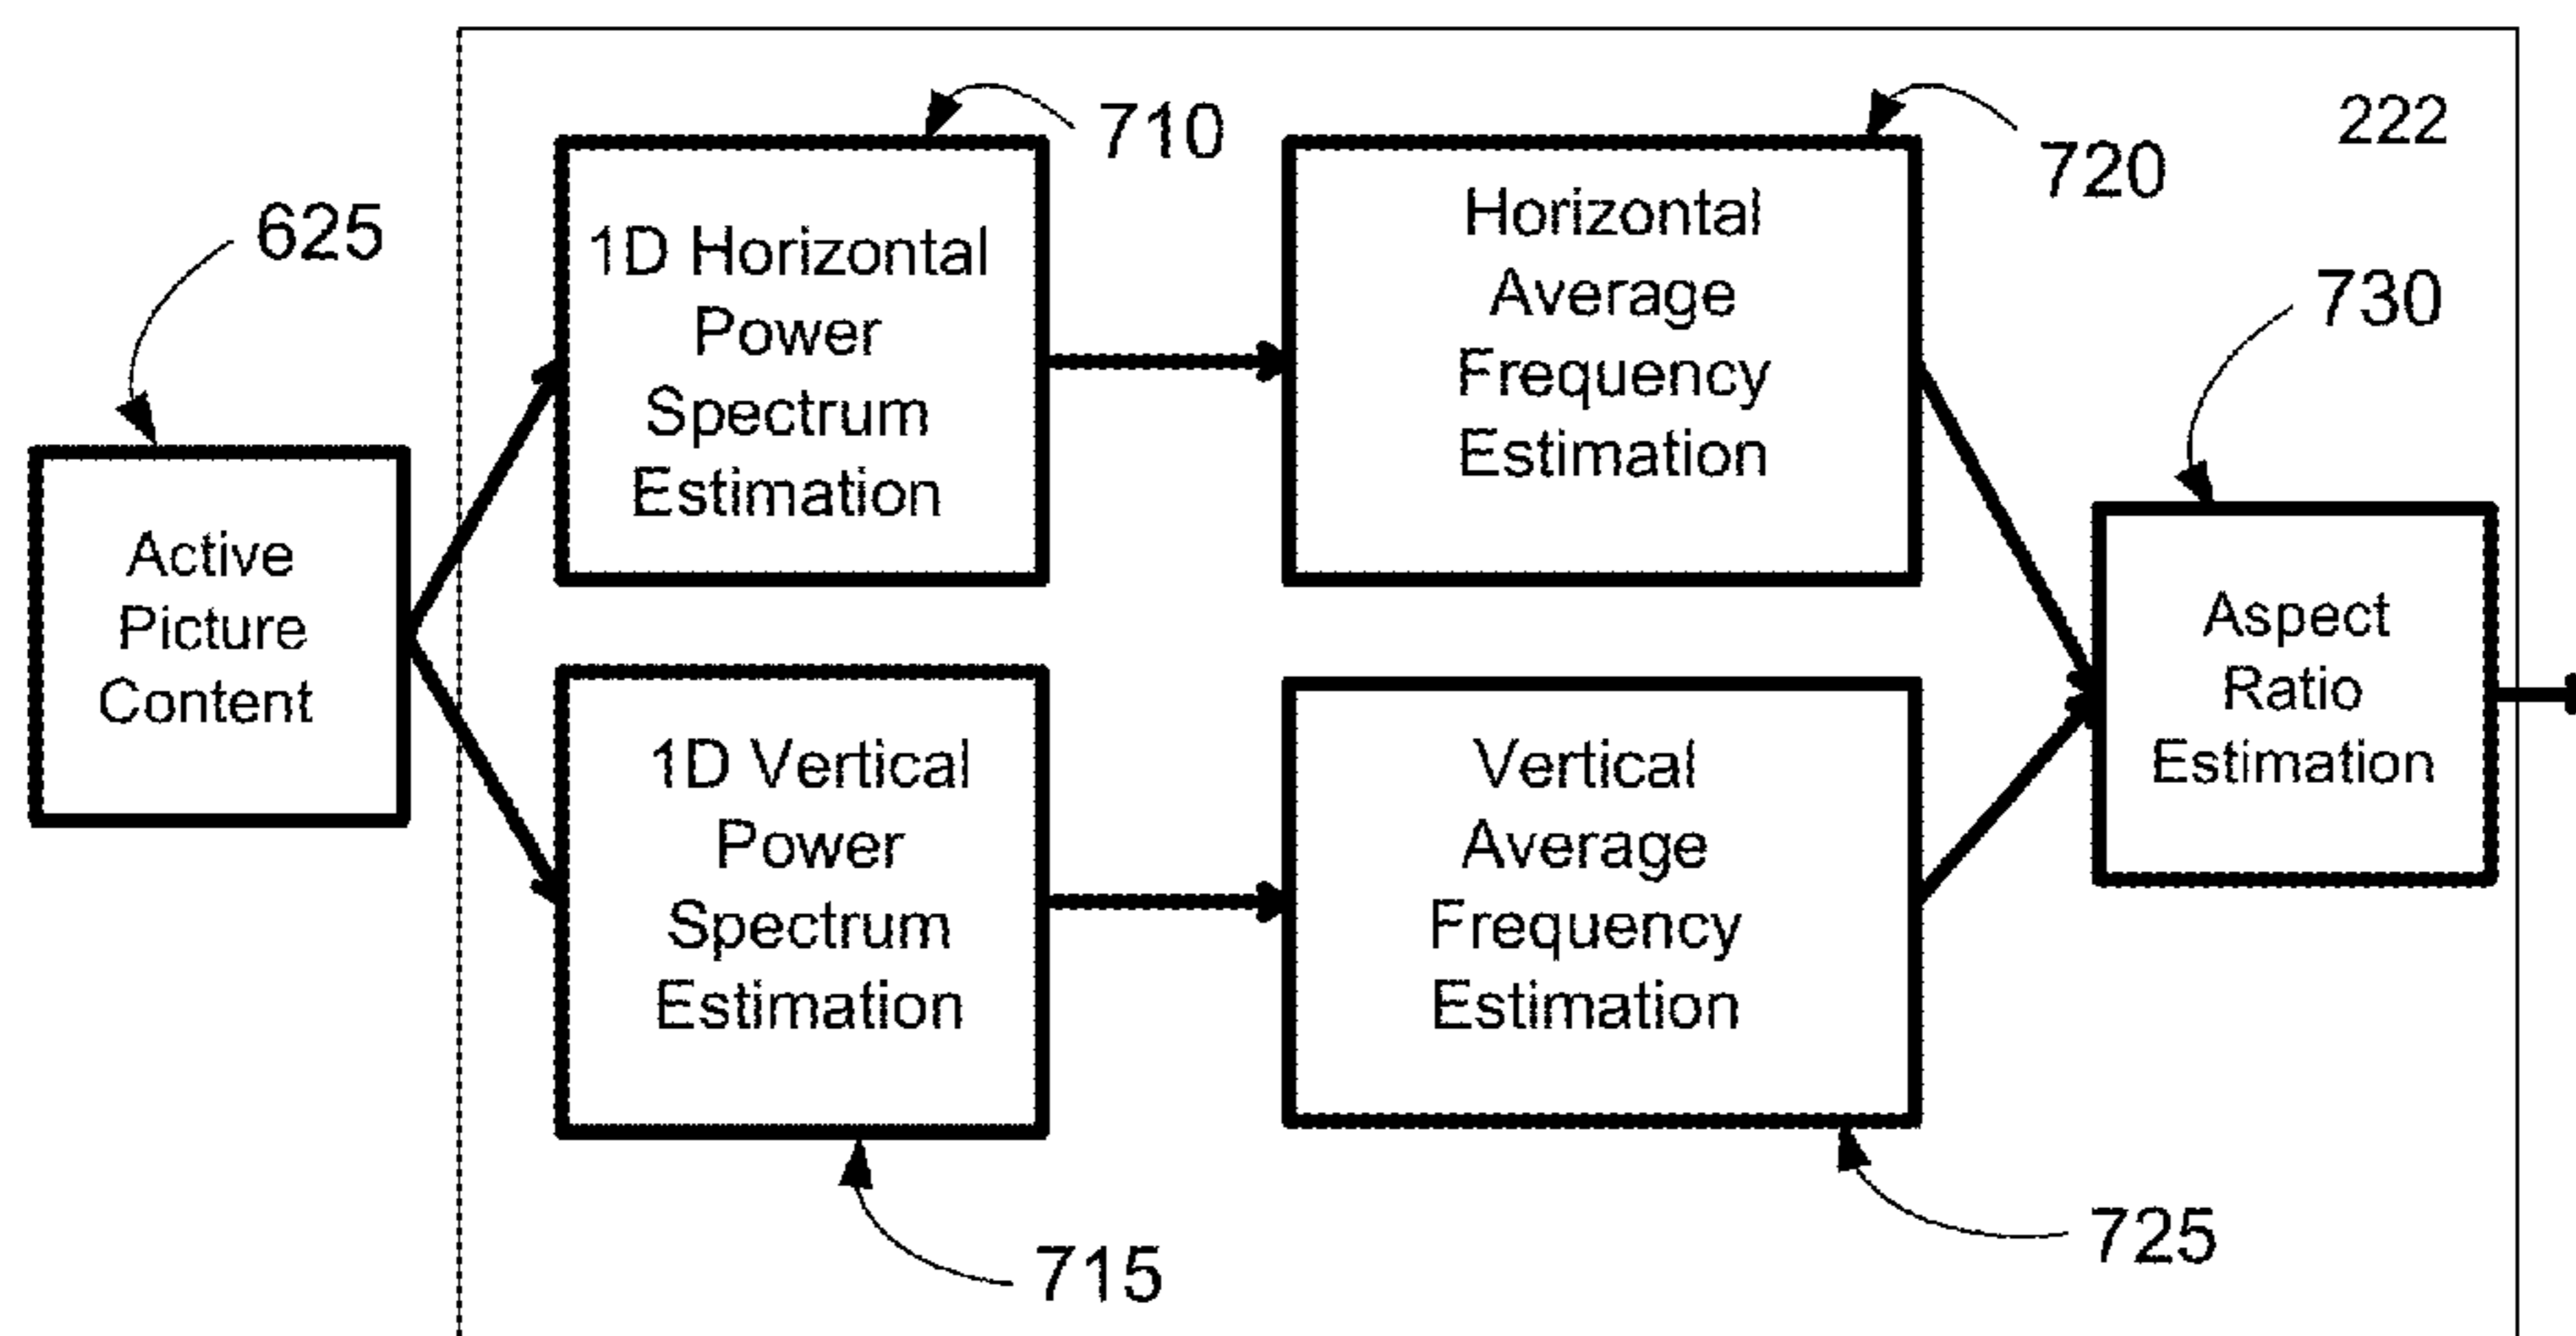 222
710
720
625
730
1D Horizontal
Power
Spectrum
Estimation
Horizontal
Average
Frequency
Estimation
Active
Picture
Content
Aspect
Ratio
Estimation
1D Vertical
Power
Spectrum
Estimation
Vertical
Average
Frequency
Estimation
715
725